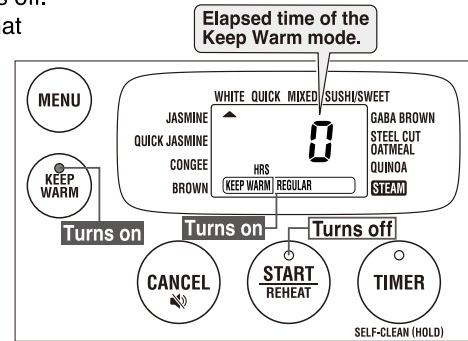 s off.
nat
Elapsed time of the
Keep Warm mode.
MENU
WHITE QUICK MIXED SUSHI/SWEET
JASMINE
QUICK JASMINE
CONGEE
BROWN
0
HRS
KEEP WARM REGULAR
GABA BROWN
STEEL CUT
OATMEAL
QUINOA
STEAM
KEEP
WARM
Turns on
Turns on
Turns off
CANCEL
START
REHEAT
TIMER
SELF-CLEAN (HOLD)